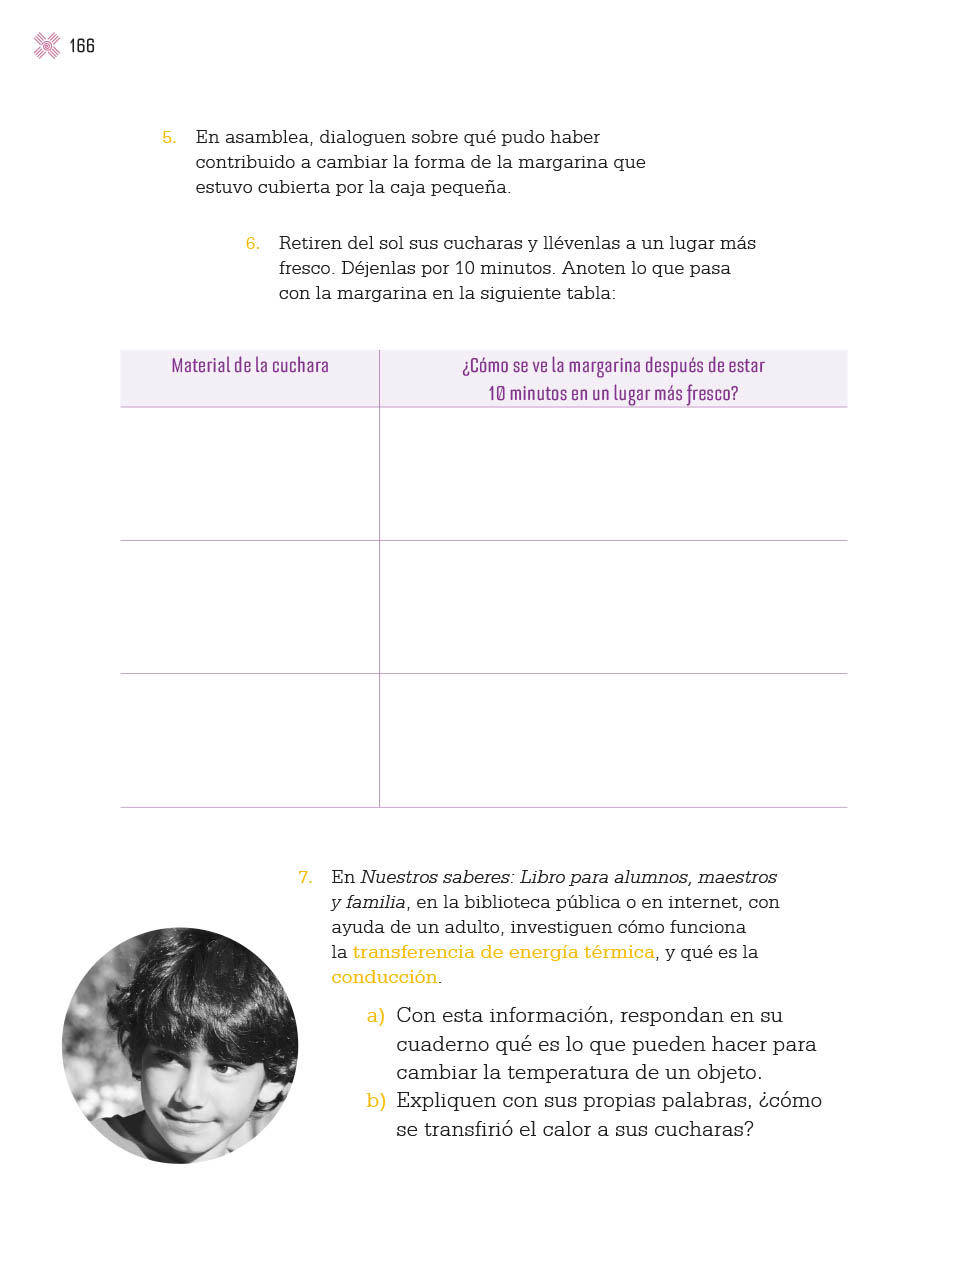 166
5. En asamblea, dialoguen sobre qué pudo haber
contribuido a cambiar la forma de la margarina que
estuvo cubierta por la caja pequeña.
6. Retiren del sol sus cucharas y llévenlas a un lugar más
fresco. Déjenlas por 10 minutos. Anoten lo que pasa
con la margarina en la siguiente tabla:
Material de la cuchara
¿Cómo se ve la margarina después de estar
10 minutos en un lugar más fresco?
7. En Nuestros saberes: Libro para alumnos, maestros
y familia, en la biblioteca pública o en internet, con
ayuda de un adulto, investiguen cómo funciona
la transferencia de energía térmica, y qué es la
conducción.
a) Con esta información, respondan en su
cuaderno qué es lo que pueden hacer para
cambiar la temperatura de un objeto.
b) Expliquen con sus propias palabras, ¿cómo
se transfirió el calor a sus cucharas?